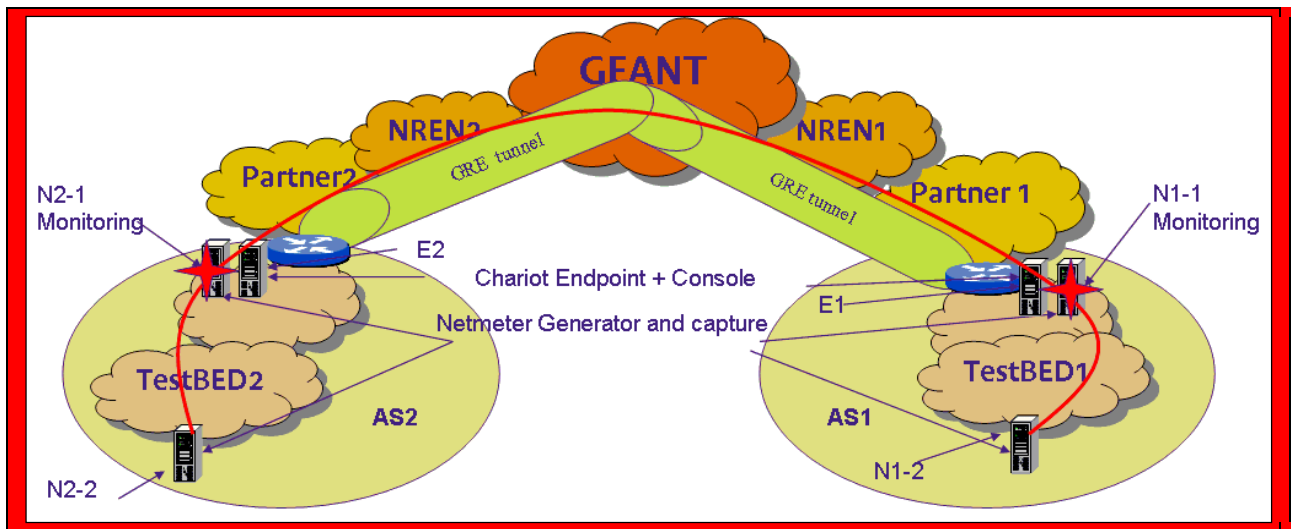 GEANT
NREN2
NREN1
GRE tunnel
GRE tunnel
Partner2
Partner 1
N2-1
Monitoring
N1-1
Monitoring
E2
Chariot Endpoint + Console
E1
Netmeter Generator and capture
TestBED2
TestBED1
AS2
AS1
N2-2
N1-2